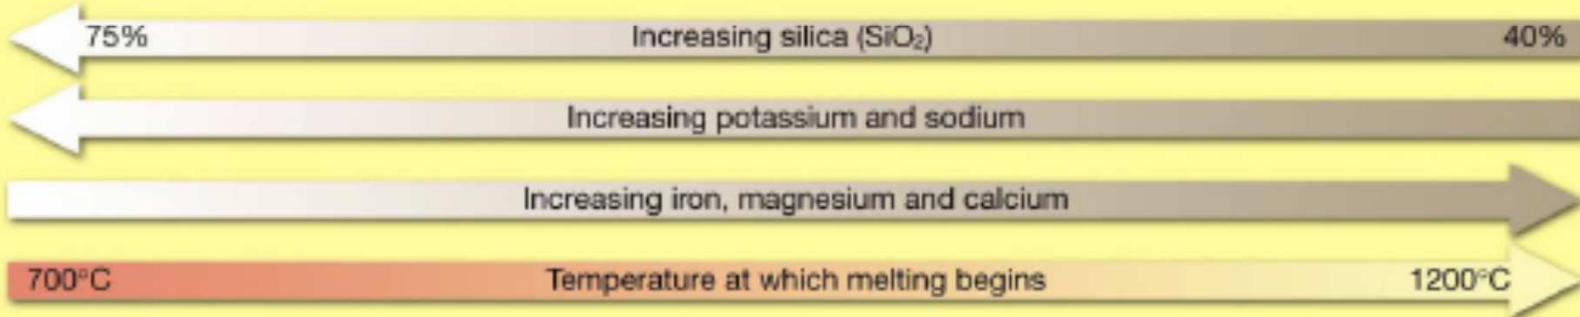 75% Increasing silica (SiO₂) 40%
Increasing potassium and sodium
Increasing iron, magnesium and calcium
700°C Temperature at which melting begins 1200°C